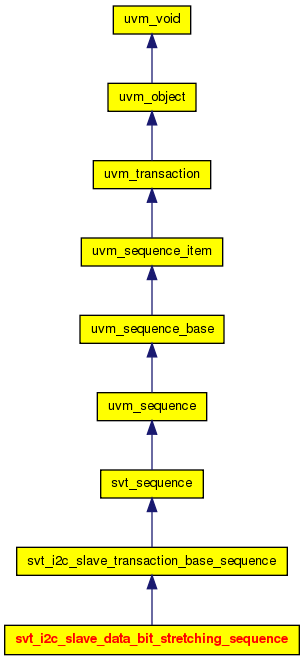 uvm_void
uvm_object
uvm_transaction
uvm_sequence_item
uvm_sequence_base
uvm_sequence
svt_sequence
svt_i2c_slave_transaction_base_sequence
svt_i2c_slave_data_bit_stretching_sequence